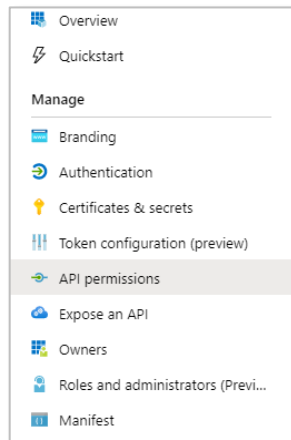 Overview
Quickstart
Manage
Branding
Authentication
Certificates & secrets
Token configuration (preview)
API permissions
Expose an API
Owners
Roles and administrators (Previ...
Manifest